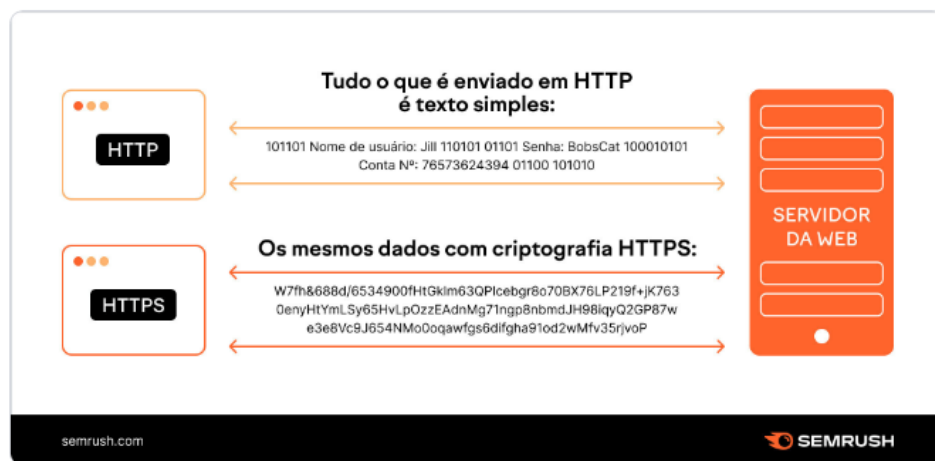 Tudo o que é enviado em HTTP
é texto simples:
HTTP
101101 Nome de usuário: Jill 110101 01101 Senha: BobsCat 100010101
Conta Nº: 76573624394 01100 101010
SERVIDOR
DA WEB
Os mesmos dados com criptografia HTTPS:
HTTPS
W7fh&688d/6534900fHtGklm63QPIcebgr8o70BX76LP219f+jK763
0enyHtYmLSy65HvLpOzzEAdnMg71ngp8nbmdJH98iqyQ2GP87w
e3e8Vc9J654NMo0oqawfgs6difgha91od2wMfv35rjvoP
semrush.com
SEMRUSH